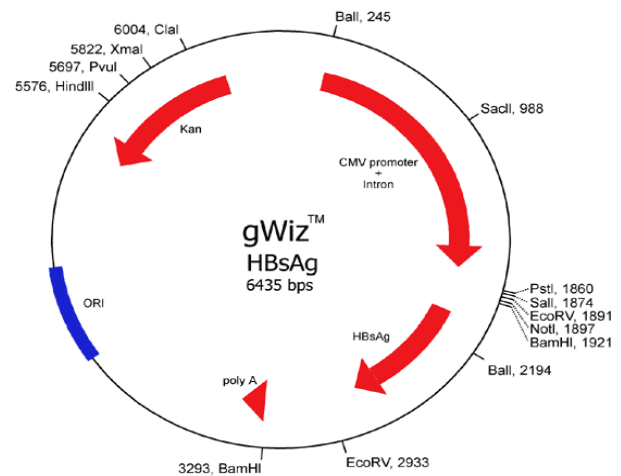 6004, ClaI
BalI, 245
5822, XmaI
5697, PvuI
5576, HindIII
SacII, 988
Kan
CMV promoter
+
Intron
gWiz™
HBsAg
6435 bps
PstI, 1860
SalI, 1874
EcoRV, 1891
NotI, 1897
BamHI, 1921
ORI
HBsAg
BalI, 2194
poly A
EcoRV, 2933
3293, BamHI